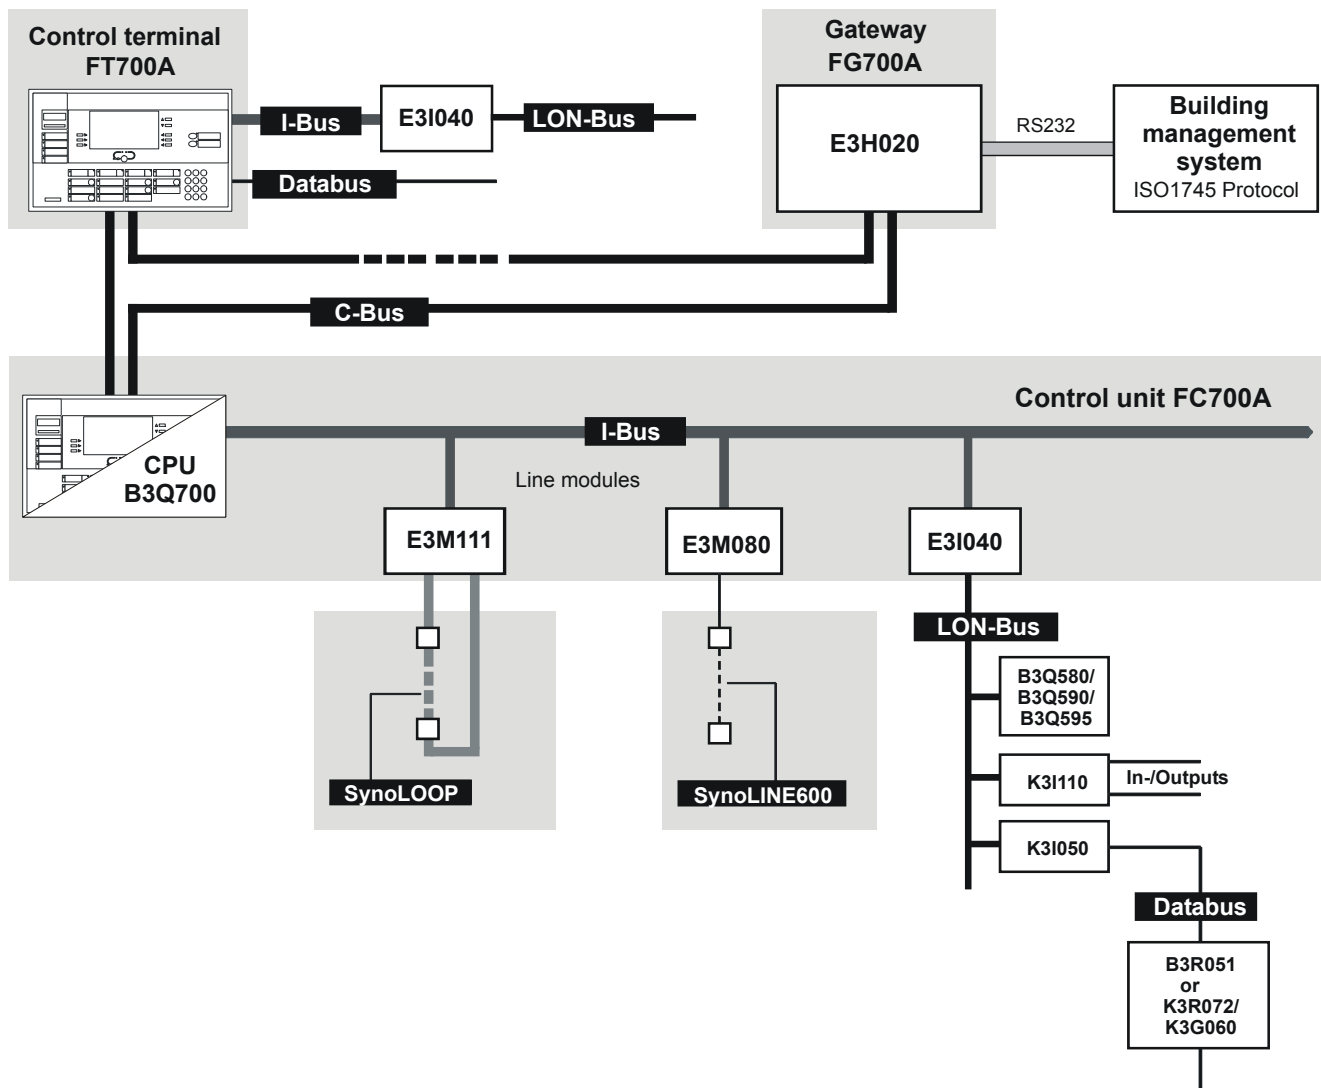 Control terminal
FT700A
I-Bus
E3I040
LON-Bus
Databus
Gateway
FG700A
E3H020
RS232
Building
management
system
ISO1745 Protocol
C-Bus
Control unit FC700A
CPU
B3Q700
I-Bus
Line modules
E3M111
E3M080
E3I040
SynoLOOP
SynoLINE600
LON-Bus
B3Q580/
B3Q590/
B3Q595
K3I110
In-/Outputs
K3I050
Databus
B3R051
or
K3R072/
K3G060